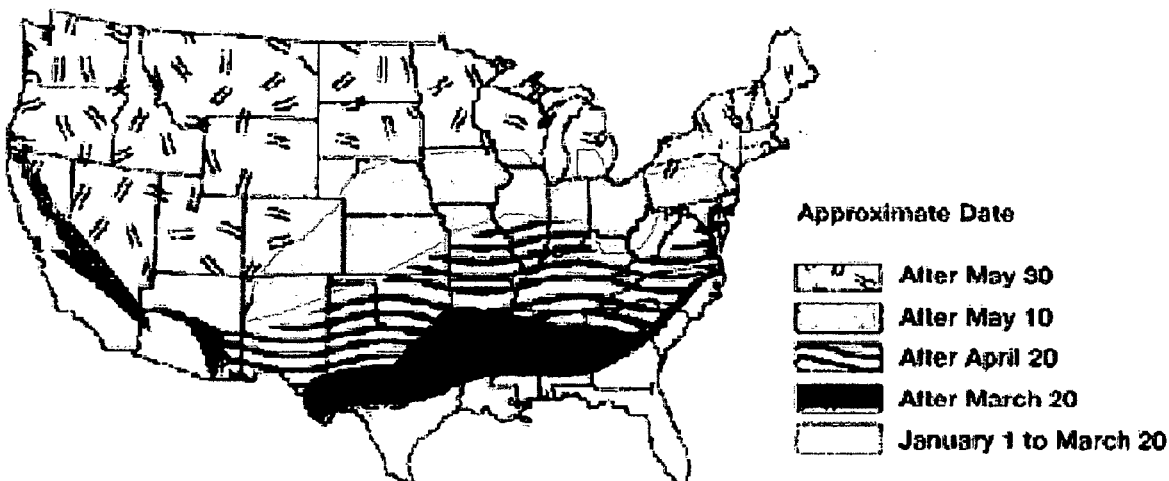 Approximate Date
After May 30
After May 10
After April 20
After March 20
January 1 to March 20